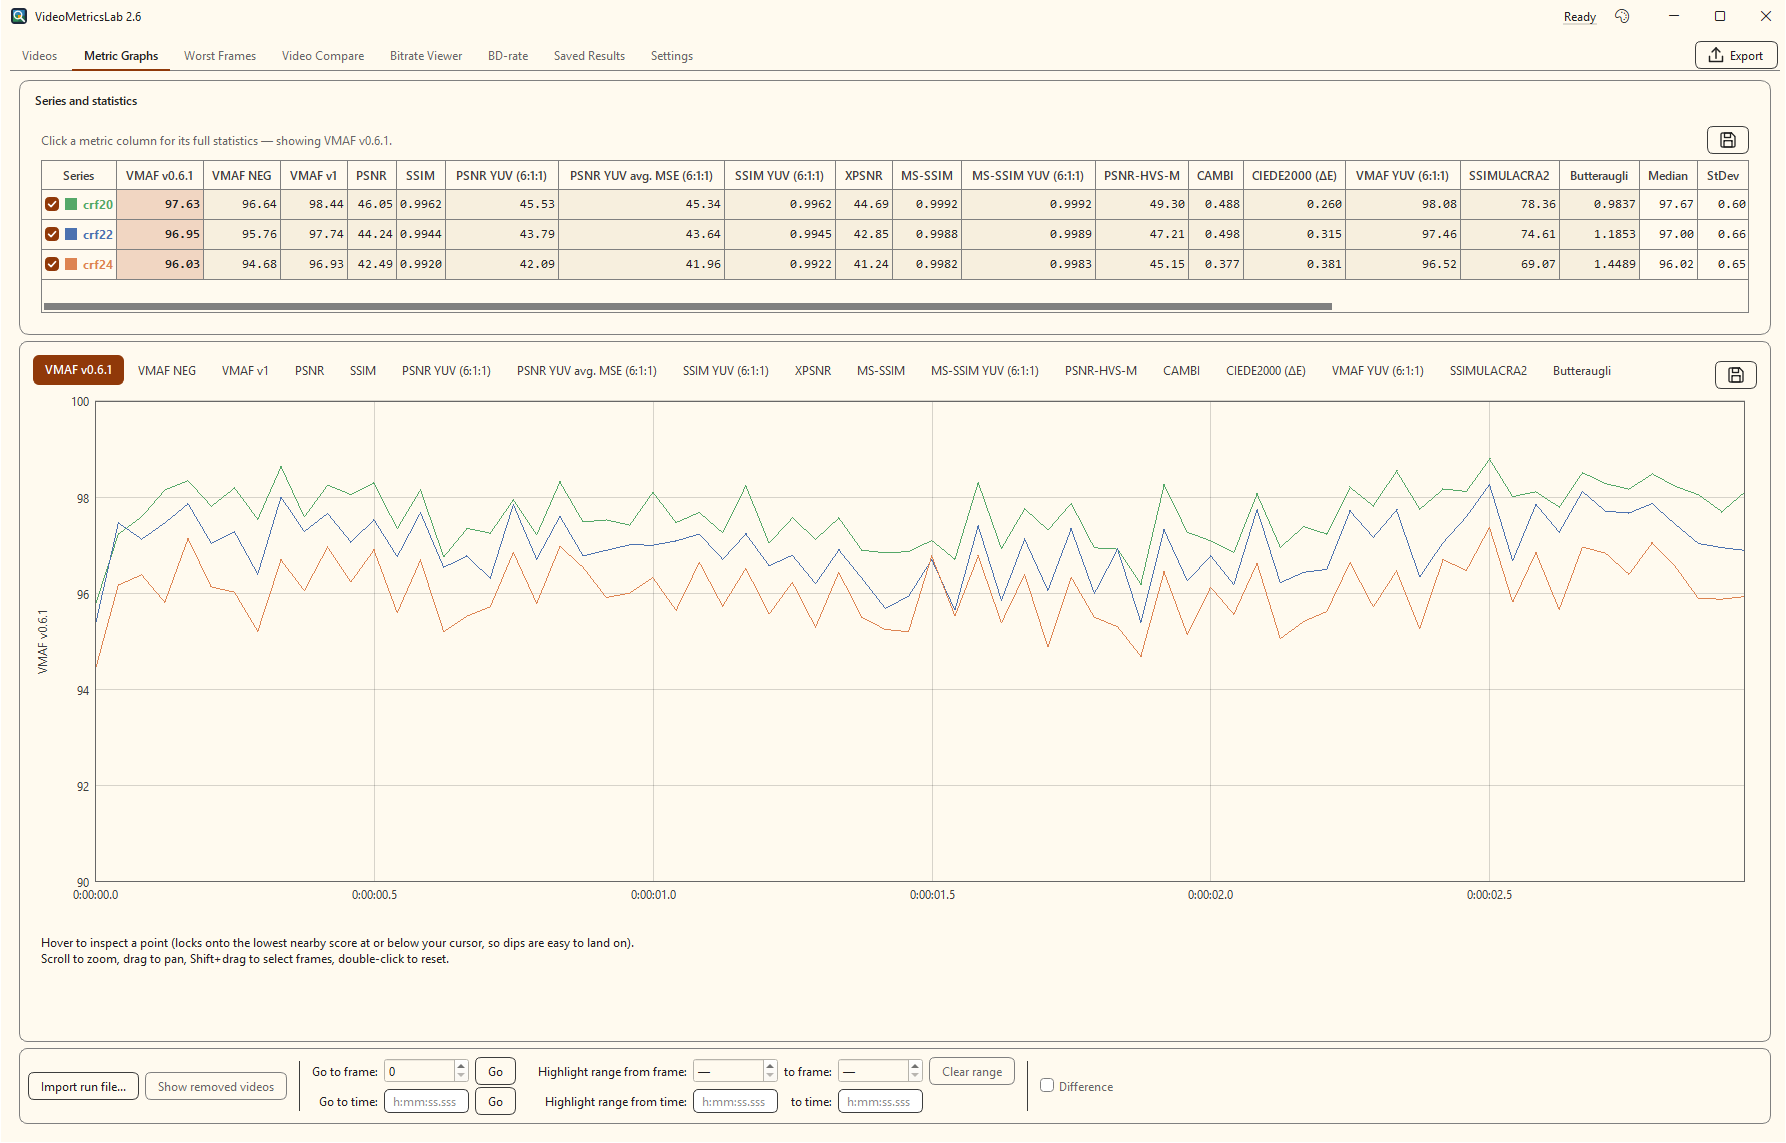 VideoMetricsLab 2.6
Ready
Videos Metric Graphs Worst Frames Video Compare Bitrate Viewer BD-rate Saved Results Settings
Export
Series and statistics
Click a metric column for its full statistics — showing VMAF v0.6.1.
Series VMAF v0.6.1 VMAF NEG VMAF v1 PSNR SSIM PSNR YUV (6:1:1) PSNR YUV avg. MSE (6:1:1) SSIM YUV (6:1:1) XPSNR MS-SSIM MS-SSIM YUV (6:1:1) PSNR-HVS-M CAMBI CIEDE2000 (ΔE) VMAF YUV (6:1:1) SSIMULACRA2 Butteraugli Median StDev
crf20 97.63 96.64 98.44 46.05 0.9962 45.53 45.34 0.9962 44.69 0.9992 0.9992 49.30 0.488 0.260 98.08 78.36 0.9837 97.67 0.60
crf22 96.95 95.76 97.74 44.24 0.9944 43.79 43.64 0.9945 42.85 0.9988 0.9989 47.21 0.498 0.315 97.46 74.61 1.1853 97.00 0.66
crf24 96.03 94.68 96.93 42.49 0.9920 42.09 41.96 0.9922 41.24 0.9982 0.9983 45.15 0.377 0.381 96.52 69.07 1.4489 96.02 0.65
VMAF v0.6.1 VMAF NEG VMAF v1 PSNR SSIM PSNR YUV (6:1:1) PSNR YUV avg. MSE (6:1:1) SSIM YUV (6:1:1) XPSNR MS-SSIM MS-SSIM YUV (6:1:1) PSNR-HVS-M CAMBI CIEDE2000 (ΔE) VMAF YUV (6:1:1) SSIMULACRA2 Butteraugli
100
98
96
94
92
90
VMAF v0.6.1
0:00:00.0 0:00:00.5 0:00:01.0 0:00:01.5 0:00:02.0 0:00:02.5
Hover to inspect a point (locks onto the lowest nearby score at or below your cursor, so dips are easy to land on).
Scroll to zoom, drag to pan, Shift+drag to select frames, double-click to reset.
Import run file... Show removed videos
Go to frame: 0 Go Highlight range from frame: — to frame: — Clear range
Go to time: h:mm:ss.sss Go Highlight range from time: h:mm:ss.sss to time: h:mm:ss.sss
Difference